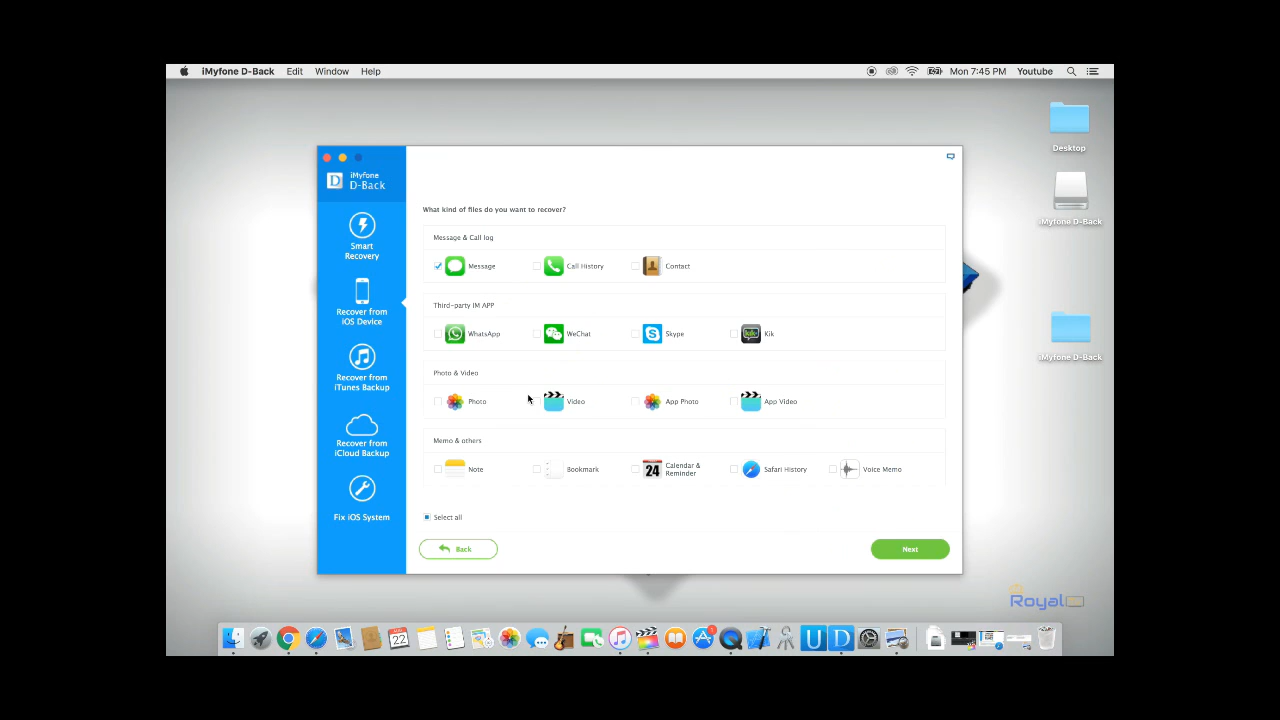 iMyfone D-Back Edit Window Help
Mon 7:45 PM Youtube
Desktop
iMyfone D-Back
iMyfone D-Back
D
iMyfone
D-Back
Smart
Recovery
Recover from
iOS Device
Recover from
iTunes Backup
Recover from
iCloud Backup
Fix iOS System
What kind of files do you want to recover?
Message & Call log
Message Call History Contact
Third-party IM APP
WhatsApp WeChat Skype kik Kik
Photo & Video
Photo Video App Photo App Video
Memo & others
Note Bookmark 24 Calendar &
Reminder Safari History Voice Memo
Select all
Back Next
Royal
22 1 U D